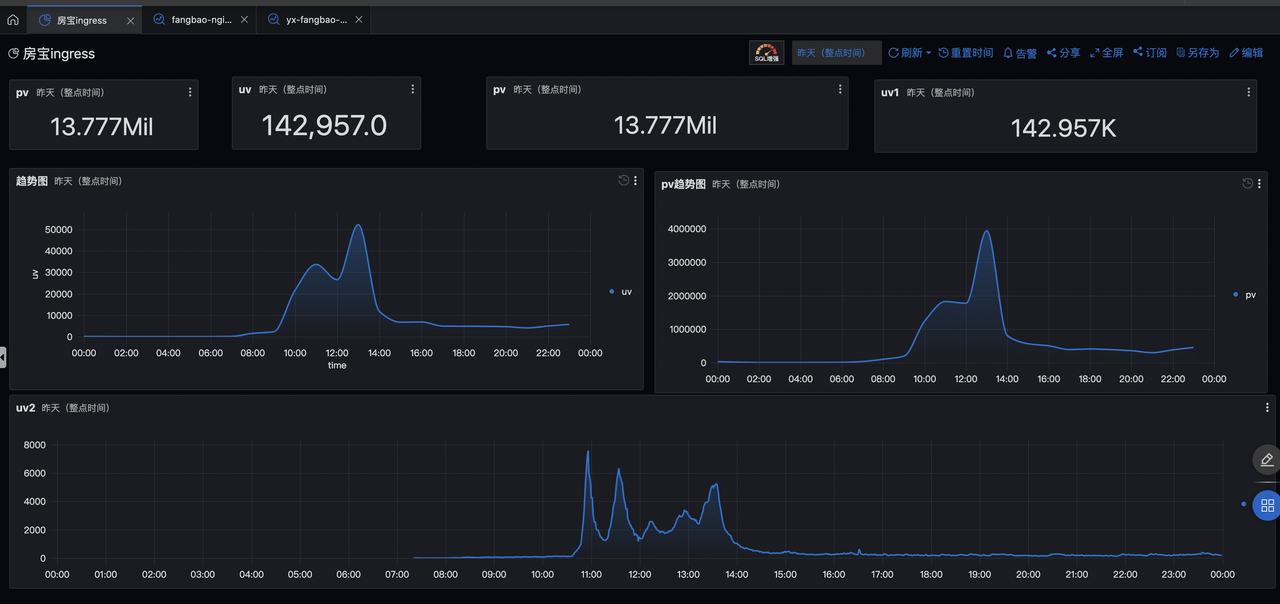 房宝ingress
fangbao-ngi...
yx-fangbao-...
房宝ingress
SQL增强
昨天（整点时间）
刷新
重置时间
告警
分享
全屏
订阅
另存为
编辑
pv 昨天（整点时间）
13.777Mil
uv 昨天（整点时间）
142,957.0
pv 昨天（整点时间）
13.777Mil
uv1 昨天（整点时间）
142.957K
趋势图 昨天（整点时间）
50000
40000
30000
20000
10000
0
uv
00:00 02:00 04:00 06:00 08:00 10:00 12:00 14:00 16:00 18:00 20:00 22:00 00:00
time
uv
pv趋势图 昨天（整点时间）
4000000
3000000
2000000
1000000
0
00:00 02:00 04:00 06:00 08:00 10:00 12:00 14:00 16:00 18:00 20:00 22:00 00:00
pv
uv2 昨天（整点时间）
8000
6000
4000
2000
0
00:00 01:00 02:00 03:00 04:00 05:00 06:00 07:00 08:00 09:00 10:00 11:00 12:00 13:00 14:00 15:00 16:00 17:00 18:00 19:00 20:00 21:00 22:00 23:00 00:00